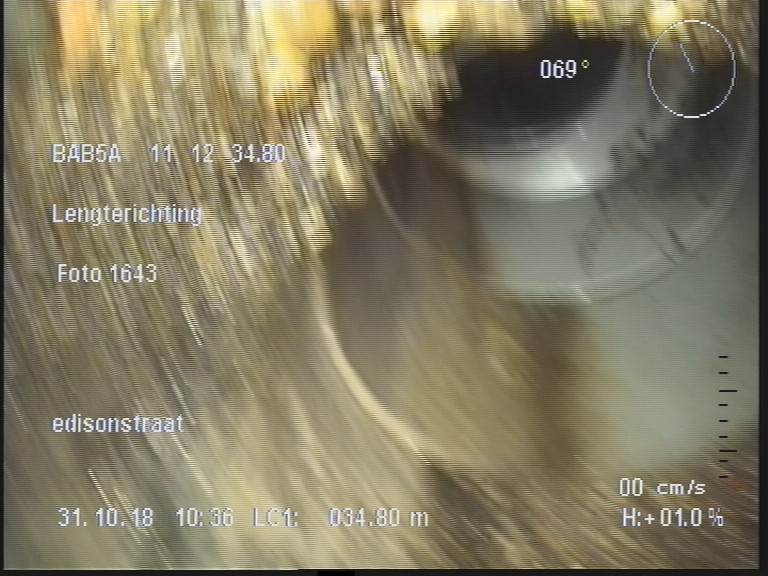 069°
BAB5A 11 12 34.80
Lengterichting
Foto 1643
edisonstraat
00 cm/s
31.10.18 10:36 LC1: 034.80 m H:+01.0 %